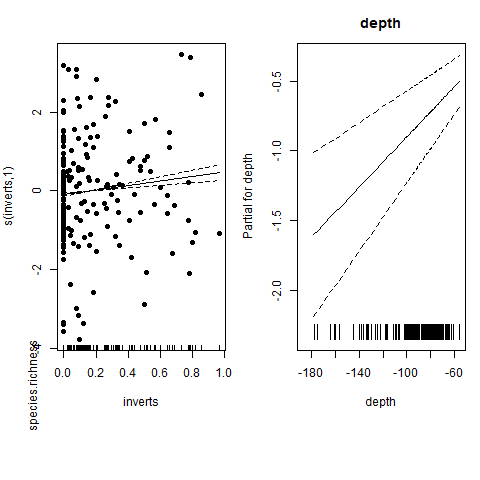 depth
s(inverts,1)
2
0
-2
-4
species.richness
0.0 0.2 0.4 0.6 0.8 1.0
inverts
Partial for depth
-0.5
-1.0
-1.5
-2.0
-180 -140 -100 -60
depth